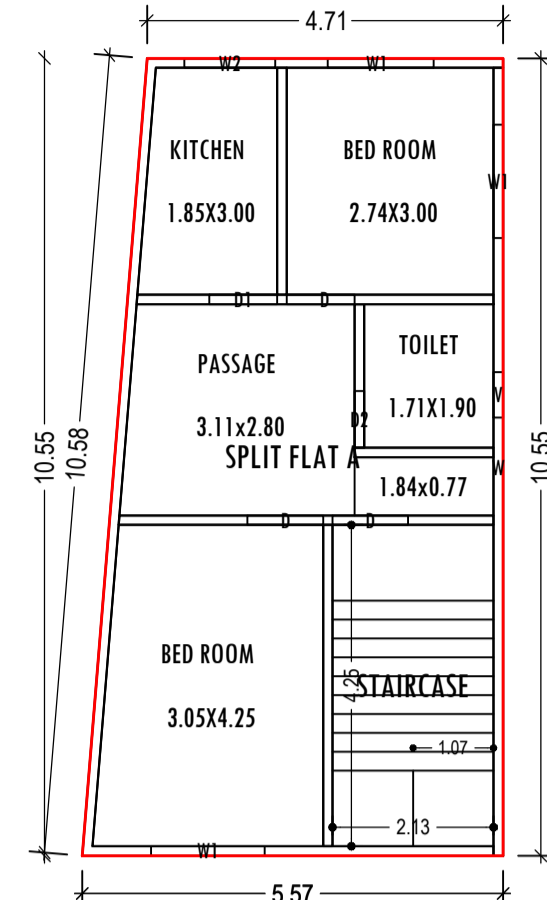 4.71
W2 W1
KITCHEN
1.85X3.00
BED ROOM
2.74X3.00
W1
D1 D
PASSAGE
3.11x2.80
TOILET
1.71X1.90
V
D2
SPLIT FLAT A
W
1.84x0.77
10.55
10.58
10.55
D D
BED ROOM
3.05X4.25
4.25
STAIRCASE
1.07
2.13
W1
5.57